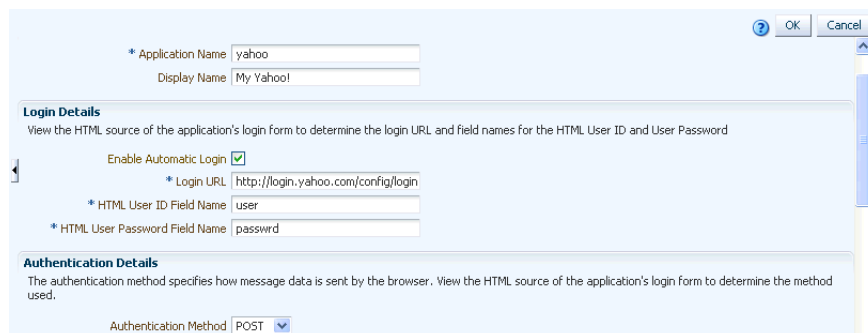 ? OK Cancel
* Application Name yahoo
Display Name My Yahoo!
Login Details
View the HTML source of the application's login form to determine the login URL and field names for the HTML User ID and User Password
Enable Automatic Login
* Login URL http://login.yahoo.com/config/login
* HTML User ID Field Name user
* HTML User Password Field Name passwrd
Authentication Details
The authentication method specifies how message data is sent by the browser. View the HTML source of the application's login form to determine the method
used.
Authentication Method POST